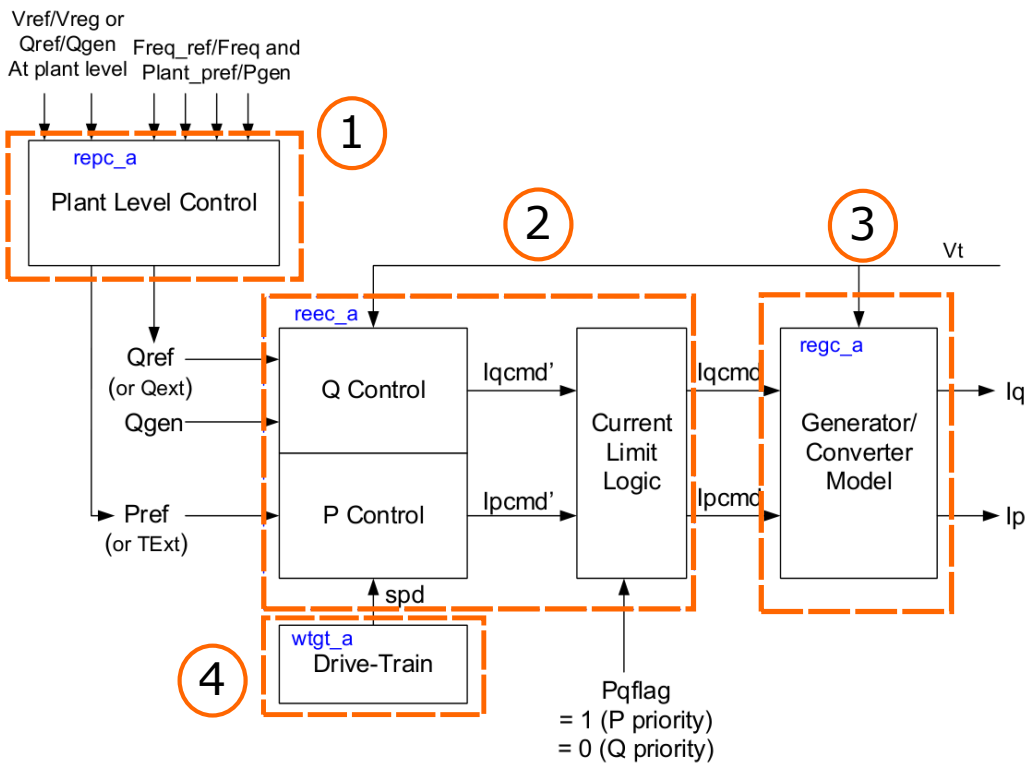 Vref/Vreg or
Qref/Qgen
At plant level
Freq_ref/Freq and
Plant_pref/Pgen
1
repc_a
Plant Level Control
2
3
Vt
reec_a
regc_a
Qref
(or Qext)
Qgen
Q Control
Iqcmd’
Iqcmd
Iq
Current
Limit
Logic
Generator/
Converter
Model
Pref
(or TExt)
P Control
Ipcmd’
Ipcmd
Ip
spd
4
wtgt_a
Drive-Train
Pqflag
= 1 (P priority)
= 0 (Q priority)